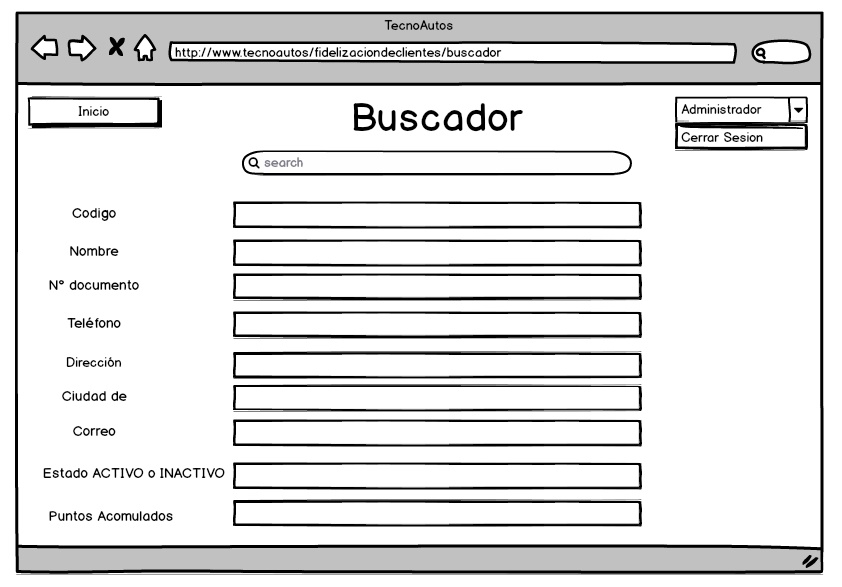 TecnoAutos
http://www.tecnoautos/fidelizaciondeclientes/buscador
Inicio
Buscador
Administrador
Cerrar Sesion
search
Codigo
Nombre
N° documento
Teléfono
Dirección
Ciudad de
Correo
Estado ACTIVO o INACTIVO
Puntos Acomulados